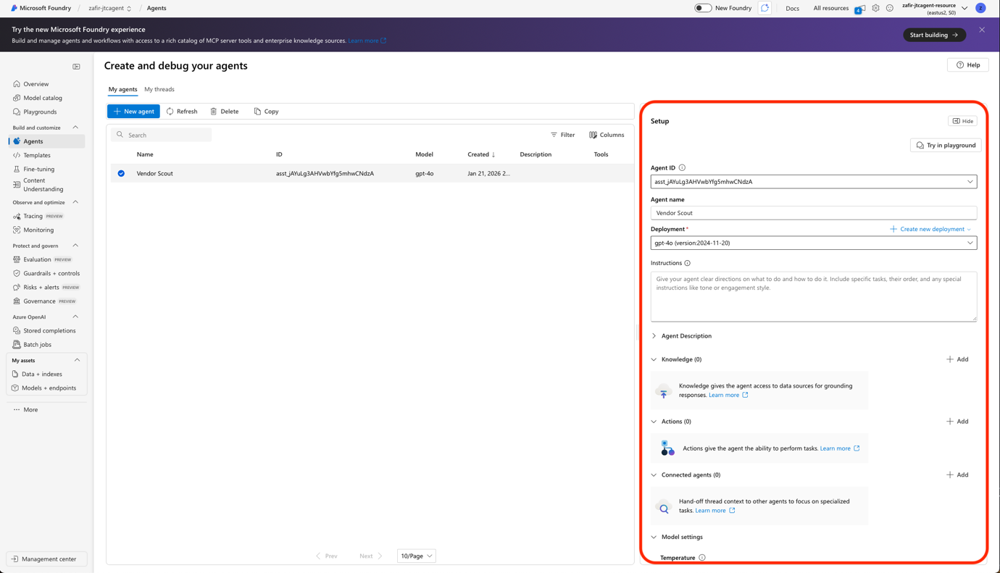 Microsoft Foundry / zafir-jtcagent / Agents
New Foundry
Docs
All resources
4
zafir-jtcagent-resource
(eastus2, S0)
Z
Try the new Microsoft Foundry experience
Build and manage agents and workflows with access to a rich catalog of MCP server tools and enterprise knowledge sources. Learn more
Start building
Overview
Model catalog
Playgrounds
Build and customize
Agents
Templates
Fine-tuning
Content
Understanding
Observe and optimize
Tracing PREVIEW
Monitoring
Protect and govern
Evaluation PREVIEW
Guardrails + controls
Risks + alerts PREVIEW
Governance PREVIEW
Azure OpenAI
Stored completions
Batch jobs
My assets
Data + indexes
Models + endpoints
More
Management center
Create and debug your agents
Help
My agents
My threads
New agent
Refresh
Delete
Copy
Search
Filter
Columns
Name ID Model Created ↓ Description Tools
Vendor Scout asst_jAYuLg3AHVwbYfg5mhwCNdzA gpt-4o Jan 21, 2026 2...
Prev
Next
10/Page
Setup
Hide
Try in playground
Agent ID
asst_jAYuLg3AHVwbYfg5mhwCNdzA
Agent name
Vendor Scout
Deployment*
Create new deployment
gpt-4o (version:2024-11-20)
Instructions
Give your agent clear directions on what to do and how to do it. Include specific tasks, their order, and any special
instructions like tone or engagement style.
Agent Description
Knowledge (0)
Add
Knowledge gives the agent access to data sources for grounding
responses. Learn more
Actions (0)
Add
Actions give the agent the ability to perform tasks. Learn more
Connected agents (0)
Add
Hand-off thread context to other agents to focus on specialized
tasks. Learn more
Model settings
Temperature